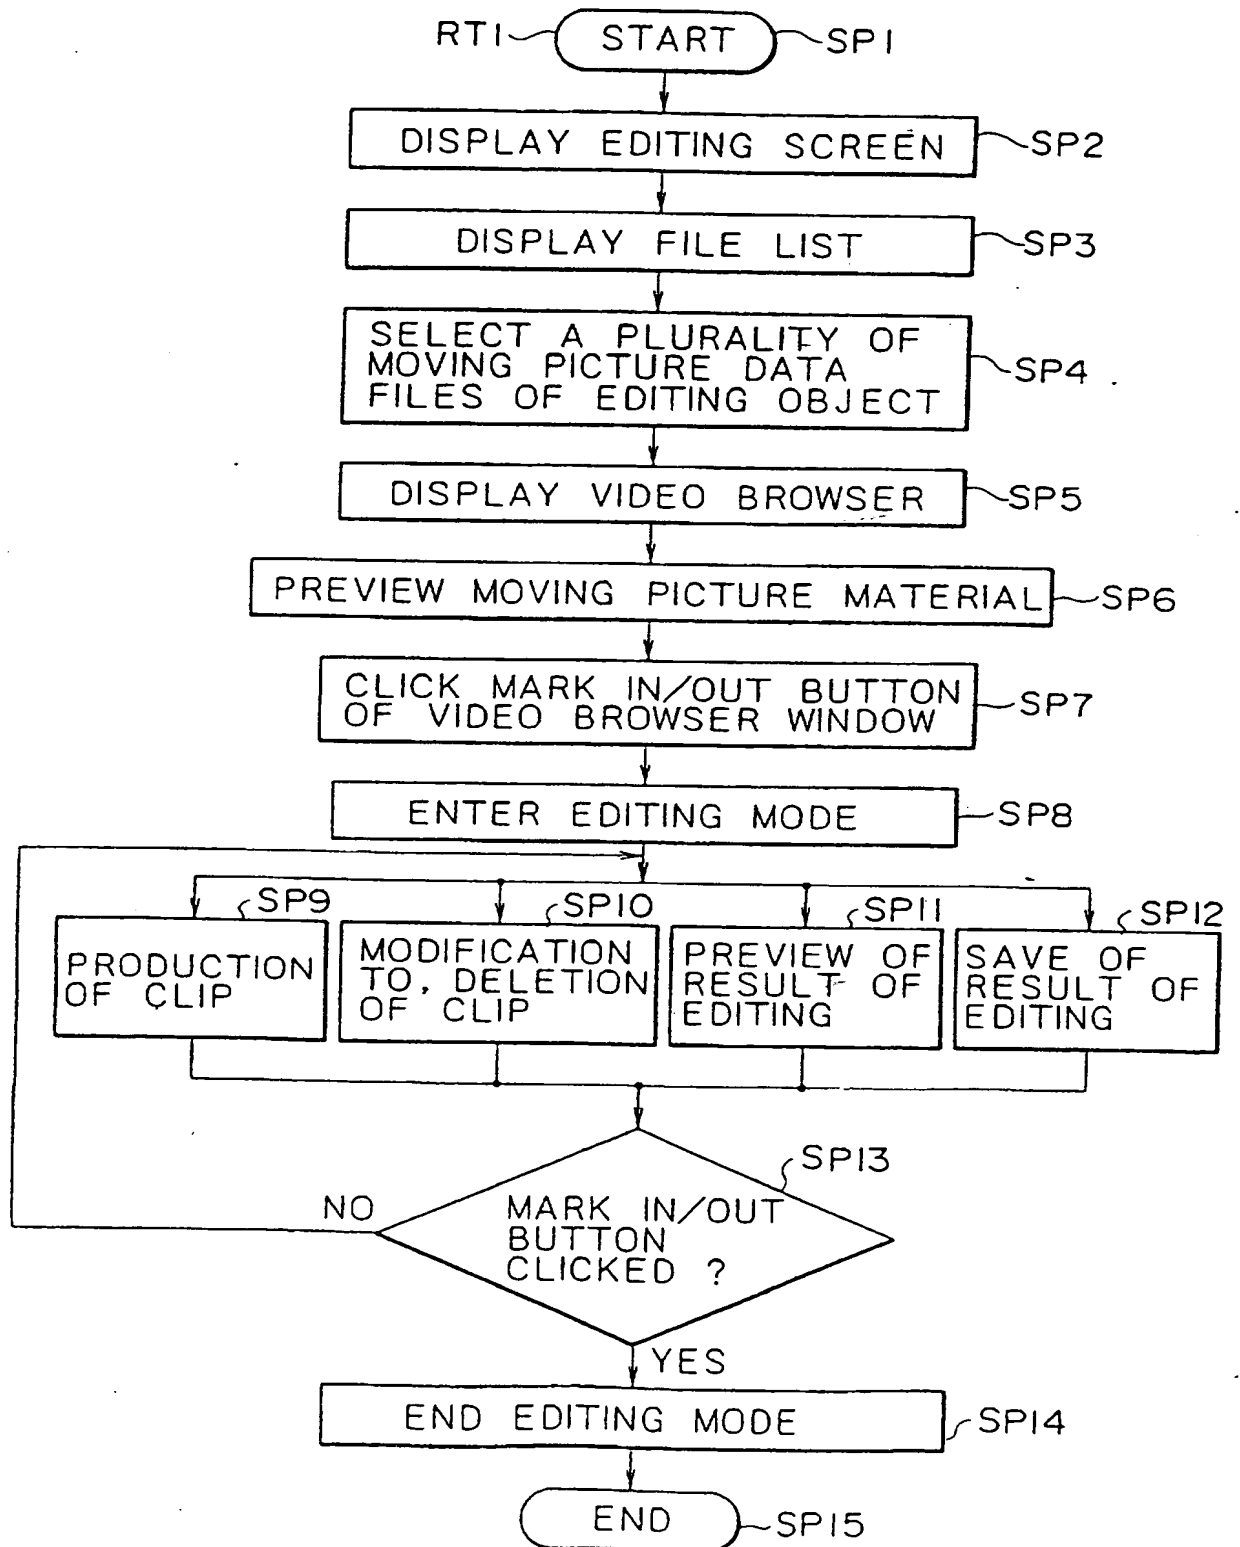 RT1 START SP1
DISPLAY EDITING SCREEN SP2
DISPLAY FILE LIST SP3
SELECT A PLURALITY OF
MOVING PICTURE DATA SP4
FILES OF EDITING OBJECT
DISPLAY VIDEO BROWSER SP5
PREVIEW MOVING PICTURE MATERIAL SP6
CLICK MARK IN/OUT BUTTON
OF VIDEO BROWSER WINDOW SP7
ENTER EDITING MODE SP8
SP9
PRODUCTION
OF CLIP
SP10
MODIFICATION
TO, DELETION
OF CLIP
SP11
PREVIEW OF
RESULT OF
EDITING
SP12
SAVE OF
RESULT OF
EDITING
SP13
NO
MARK IN/OUT
BUTTON
CLICKED ?
YES
END EDITING MODE SP14
END SP15